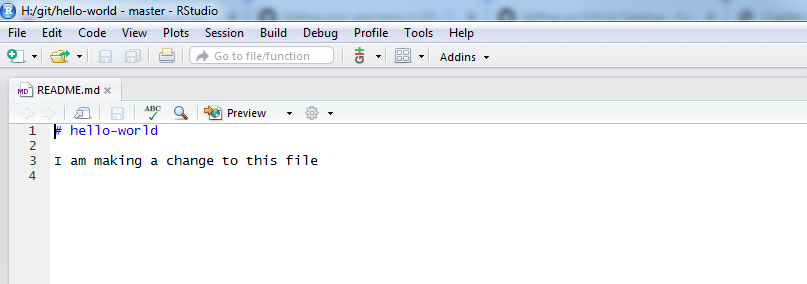 H:/git/hello-world - master - RStudio
File Edit Code View Plots Session Build Debug Profile Tools Help
Go to file/function Addins
MD README.md
ABC Preview
1 # hello-world
2
3 I am making a change to this file
4